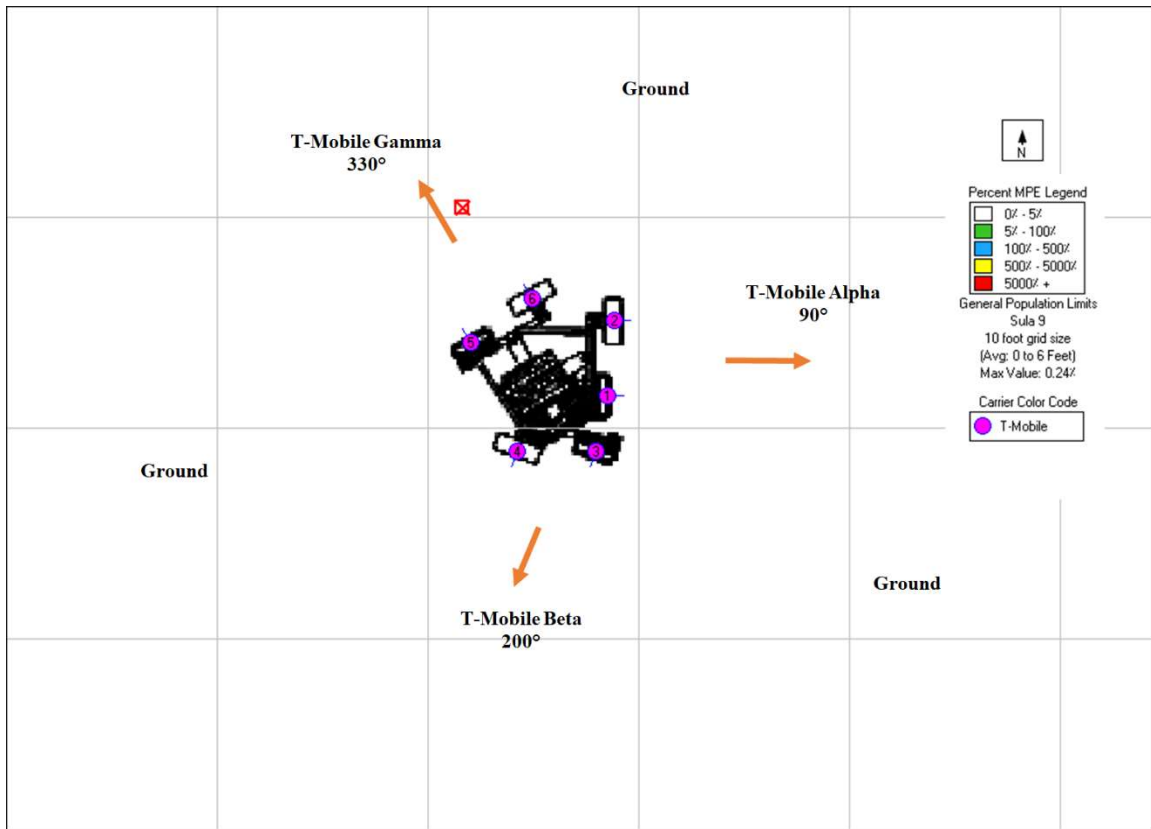 Ground
T-Mobile Gamma
330°
N
Percent MPE Legend
0% - 5%
5% - 100%
100% - 500%
500% - 5000%
5000% +
General Population Limits
Sula 9
10 foot grid size
(Avg: 0 to 6 Feet)
Max Value: 0.24%
Carrier Color Code
T-Mobile
T-Mobile Alpha
90°
6
2
5
1
4
3
Ground
Ground
T-Mobile Beta
200°